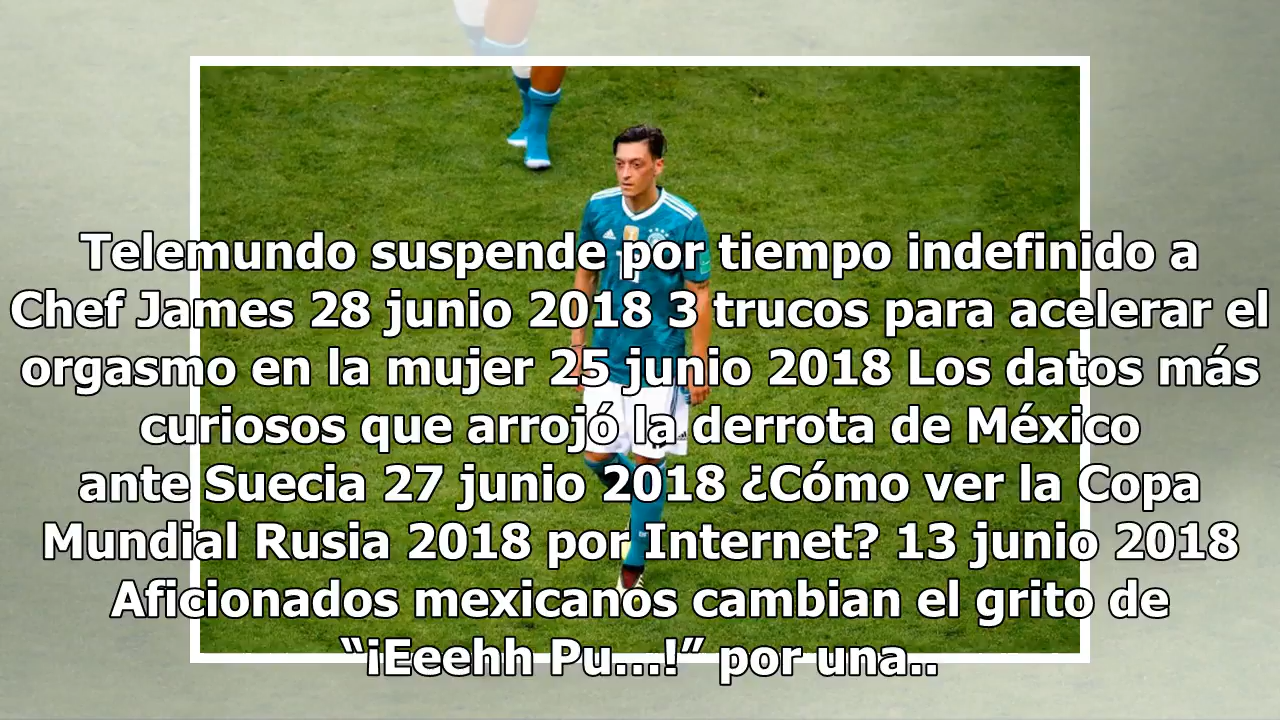 Telemundo suspende por tiempo indefinido a
Chef James 28 junio 2018 3 trucos para acelerar el
orgasmo en la mujer 25 junio 2018 Los datos más
curiosos que arrojó la derrota de México
ante Suecia 27 junio 2018 ¿Cómo ver la Copa
Mundial Rusia 2018 por Internet? 13 junio 2018
Aficionados mexicanos cambian el grito de
“¡Eeehh Pu...!” por una..